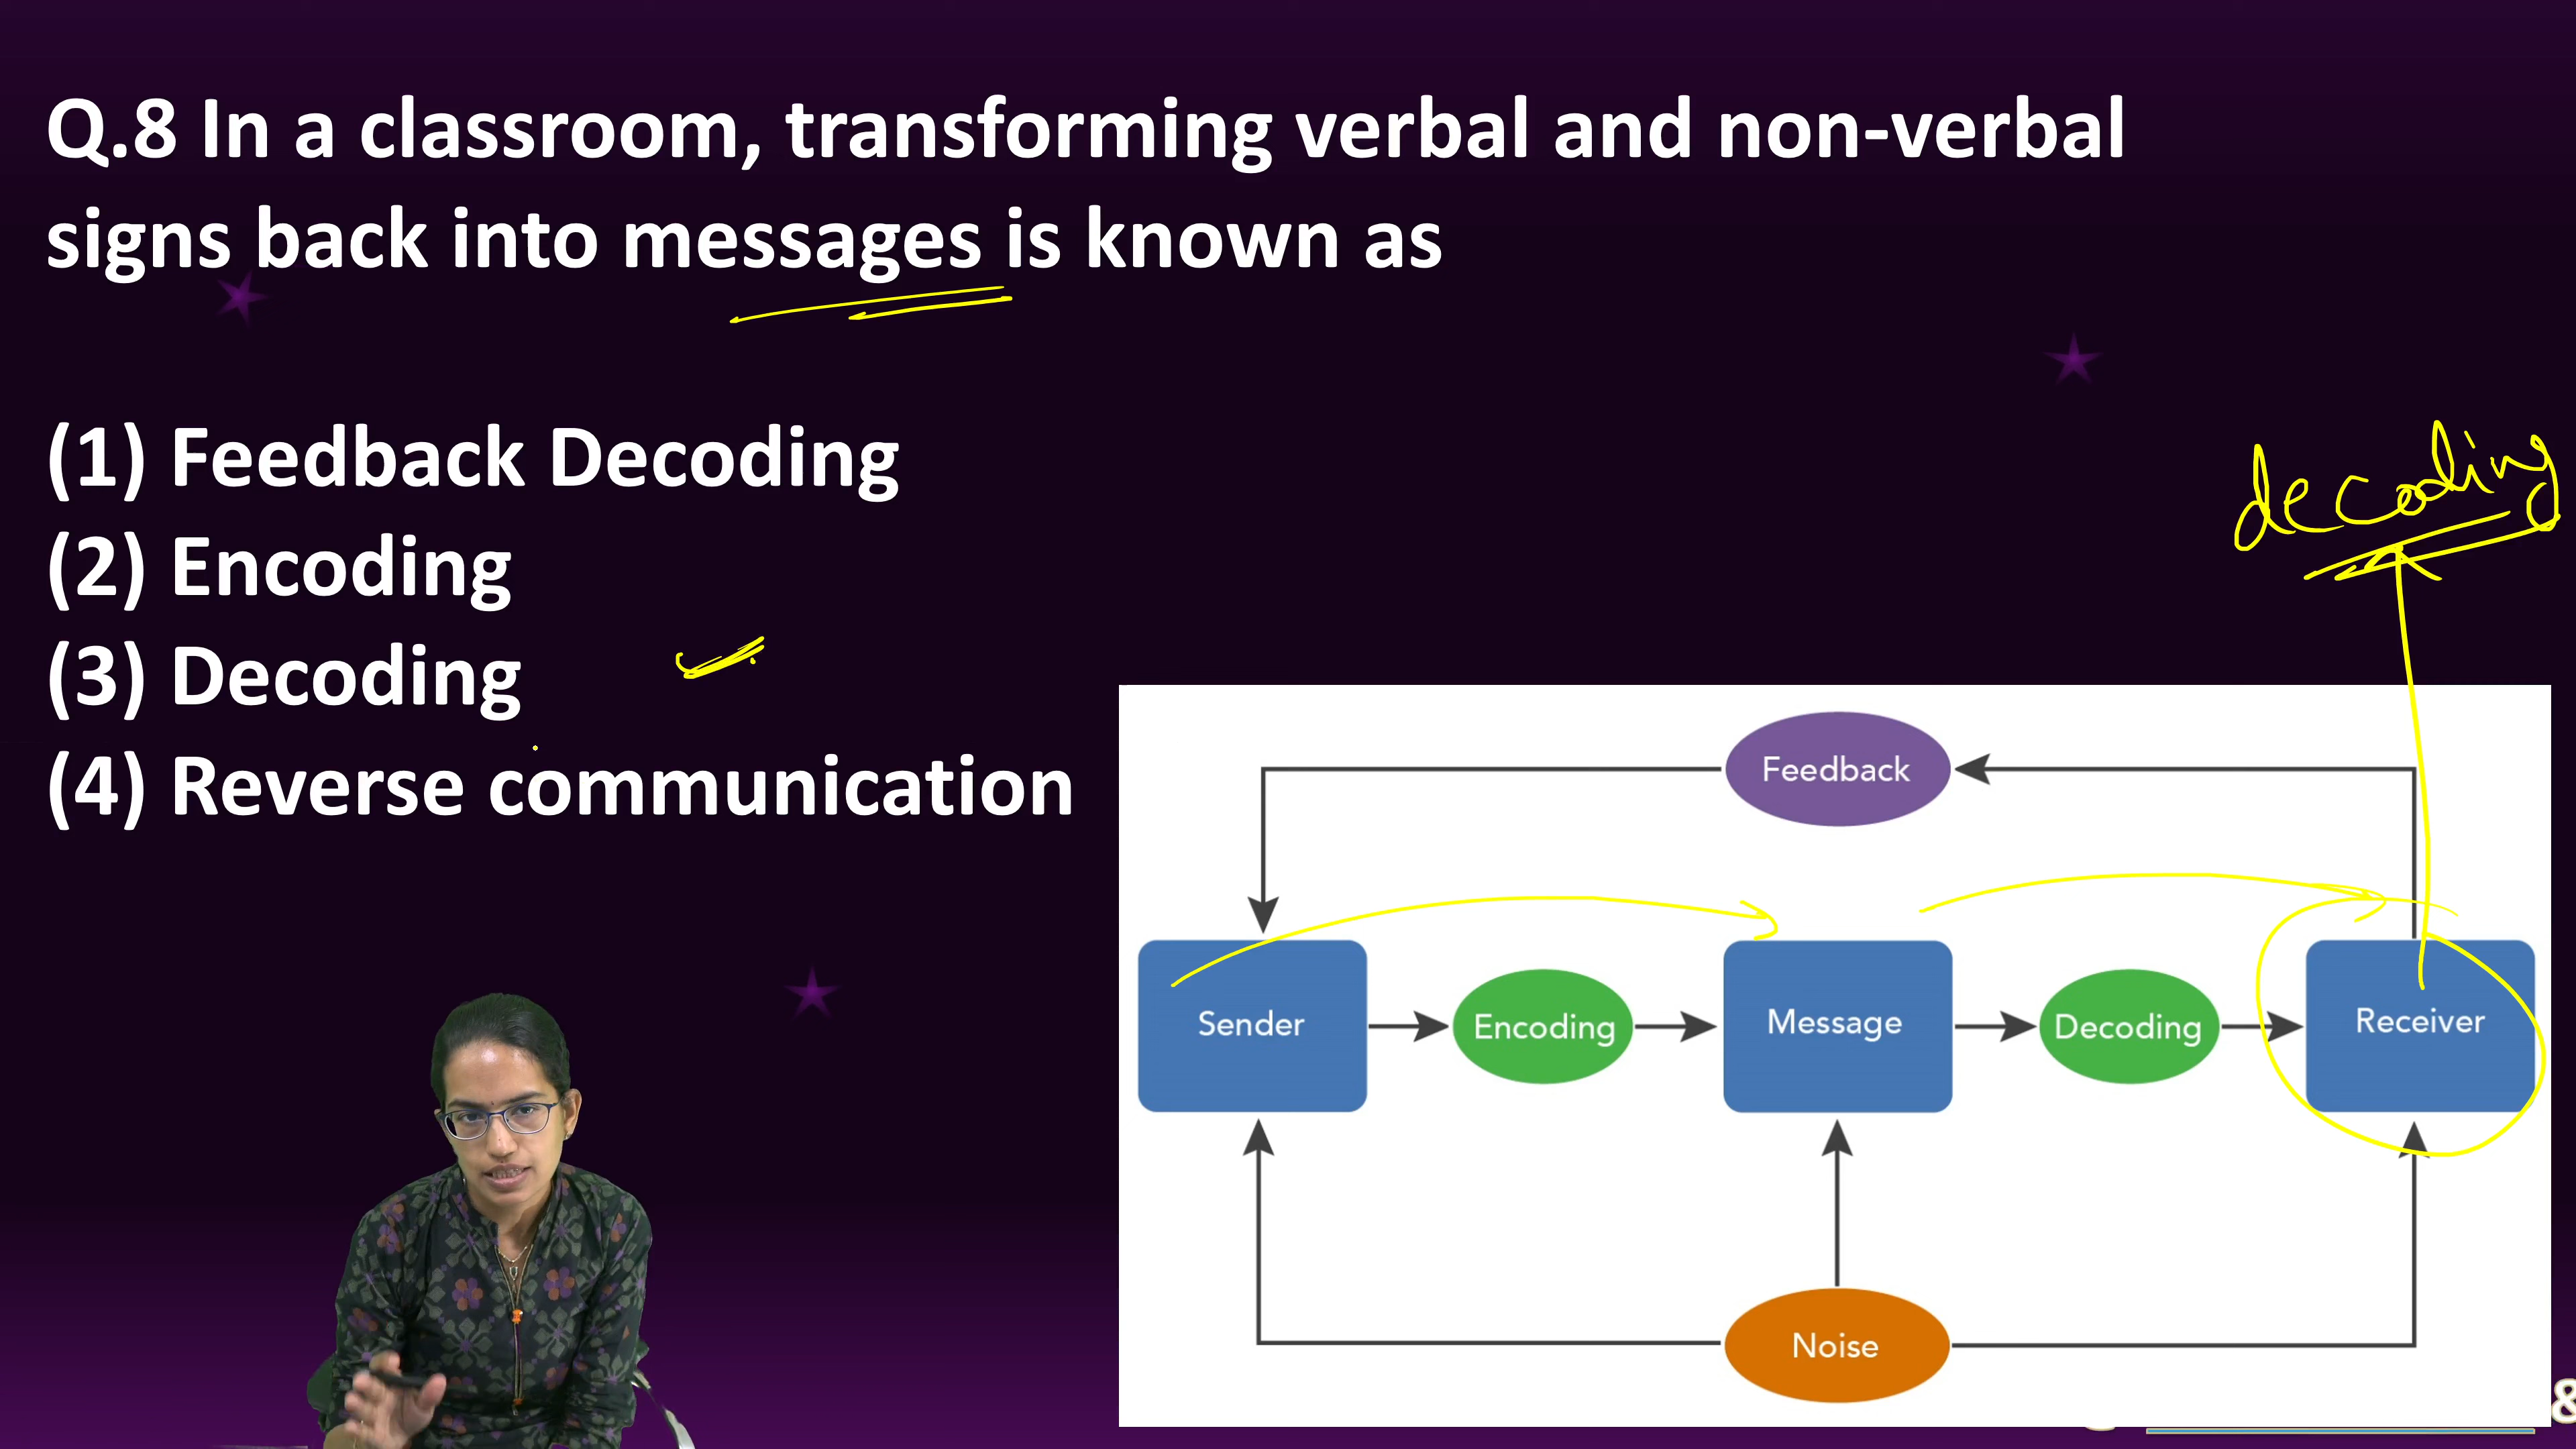 Q.8 In a classroom, transforming verbal and non-verbal
signs back into messages is known as
(1) Feedback Decoding
(2) Encoding
(3) Decoding
(4) Reverse communication
decoding
Feedback
Sender
Encoding
Message
Decoding
Receiver
Noise
&